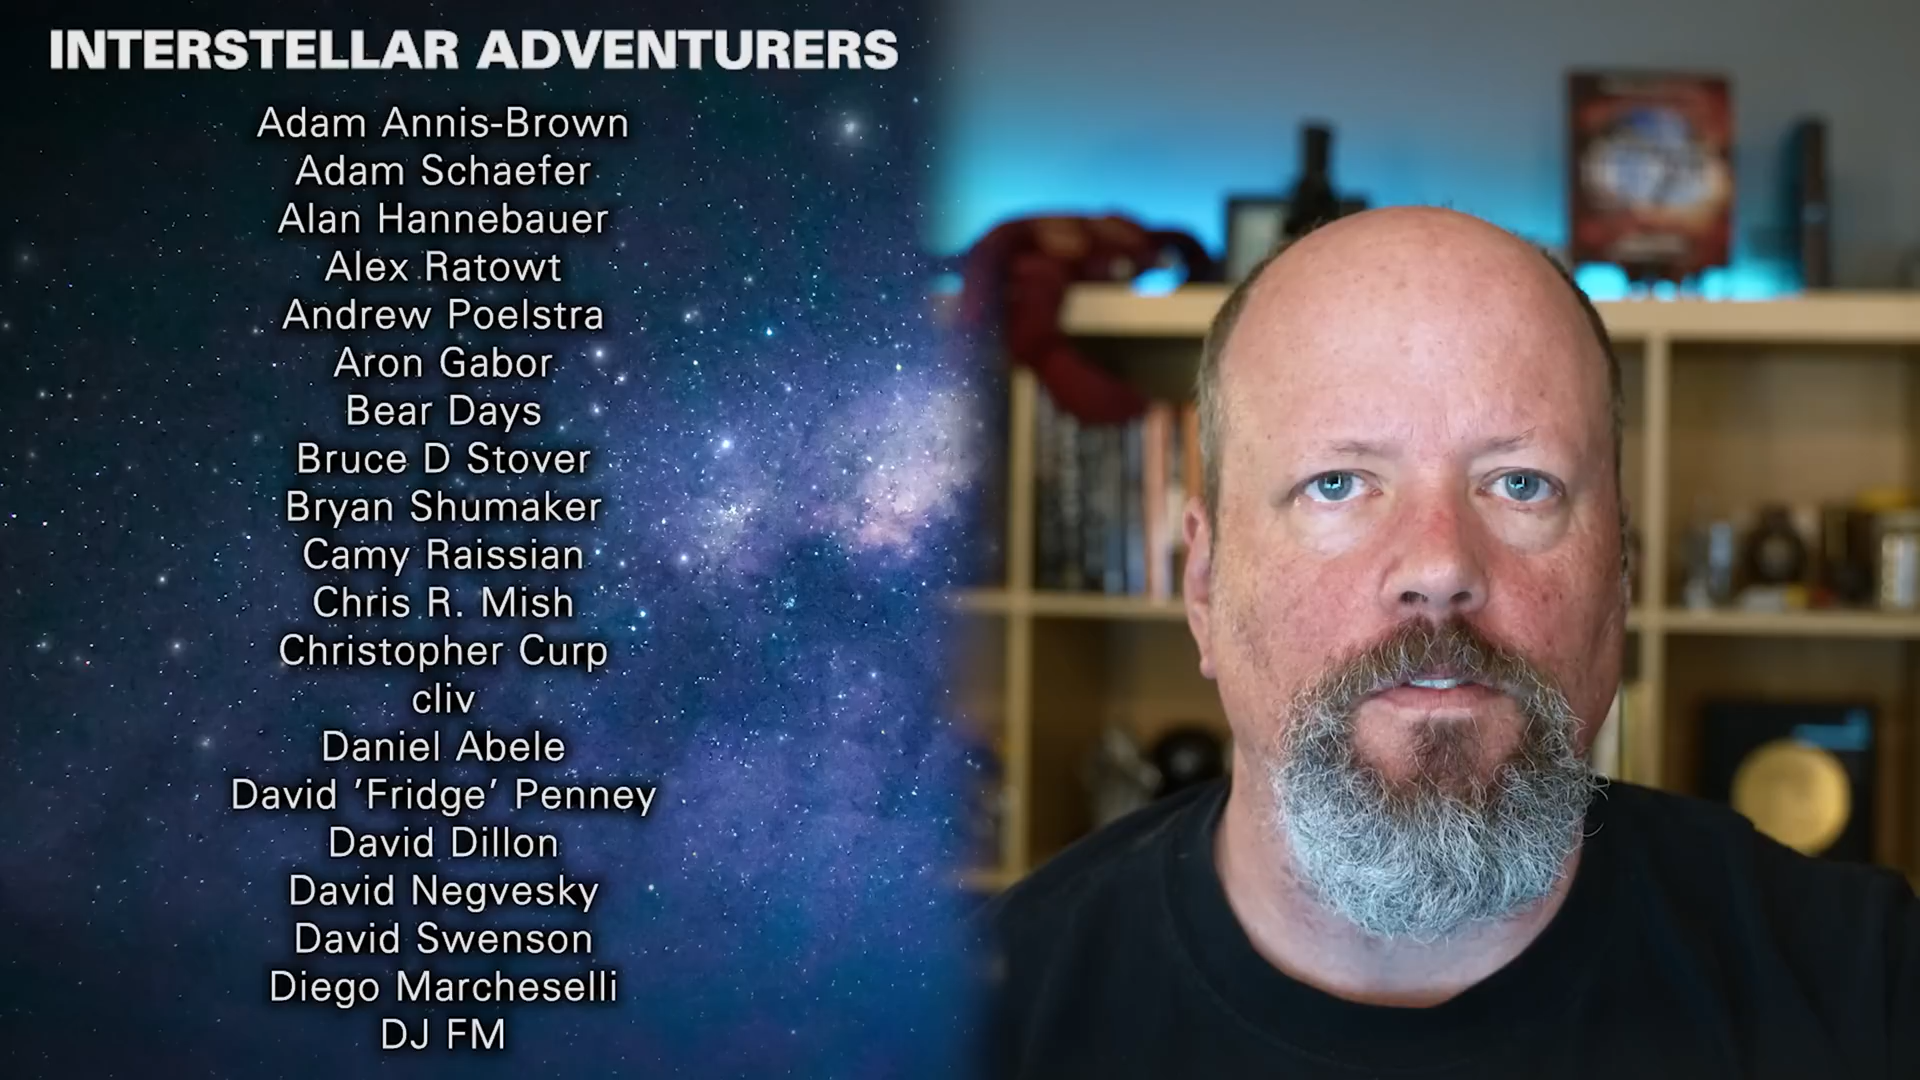 INTERSTELLAR ADVENTURERS
Adam Annis-Brown
Adam Schaefer
Alan Hannebauer
Alex Ratowt
Andrew Poelstra
Aron Gabor
Bear Days
Bruce D Stover
Bryan Shumaker
Camy Raissian
Chris R. Mish
Christopher Curp
cliv
Daniel Abele
David 'Fridge' Penney
David Dillon
David Negvesky
David Swenson
Diego Marcheselli
DJ FM